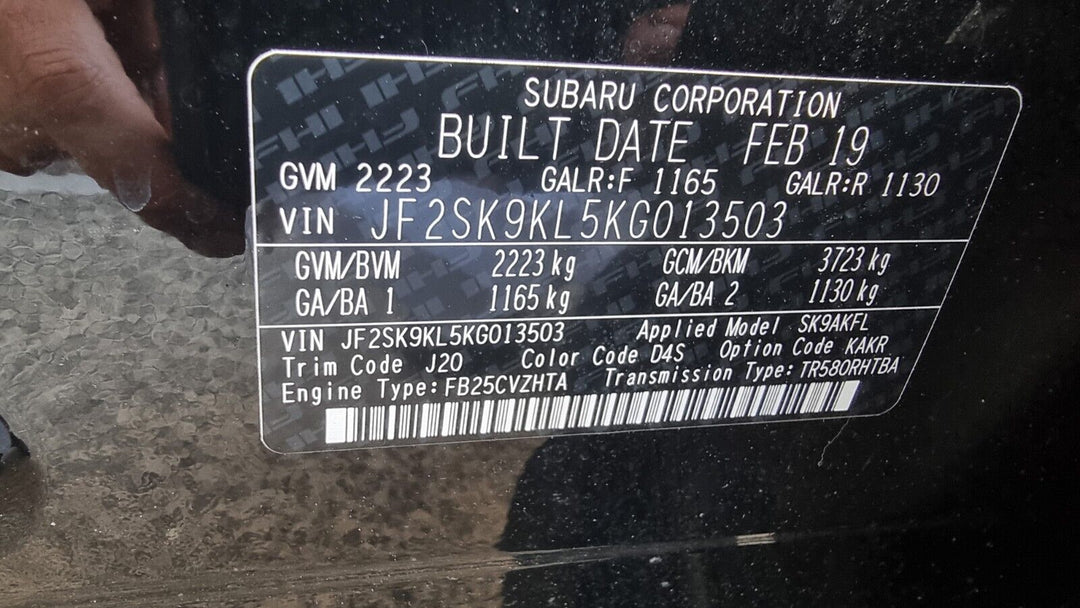 SUBARU CORPORATION
BUILT DATE FEB 19
GVM 2223 GALR:F 1165 GALR:R 1130
VIN JF2SK9KL5KG013503
GVM/BVM 2223 kg GCM/BKM 3723 kg
GA/BA 1 1165 kg GA/BA 2 1130 kg
VIN JF2SK9KL5KG013503 Applied Model SK9AKFL
Trim Code J20 Color Code D4S Option Code KAKR
Engine Type: FB25CVZHTA Transmission Type: TR580RHTBA